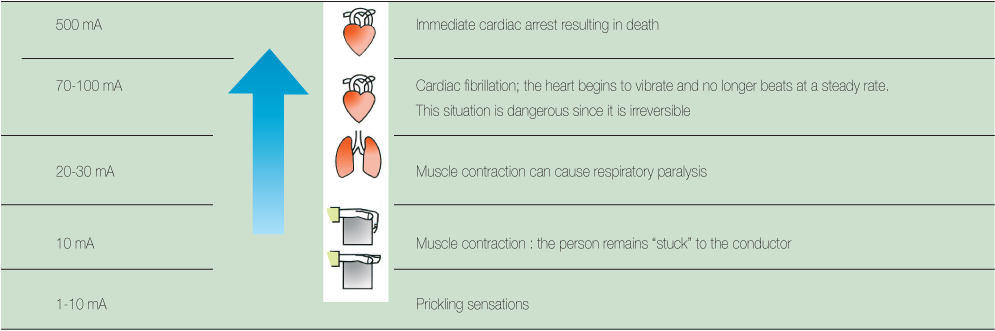 500 mA
Immediate cardiac arrest resulting in death
70-100 mA
Cardiac fibrillation; the heart begins to vibrate and no longer beats at a steady rate.
This situation is dangerous since it is irreversible
20-30 mA
Muscle contraction can cause respiratory paralysis
10 mA
Muscle contraction : the person remains “stuck” to the conductor
1-10 mA
Prickling sensations